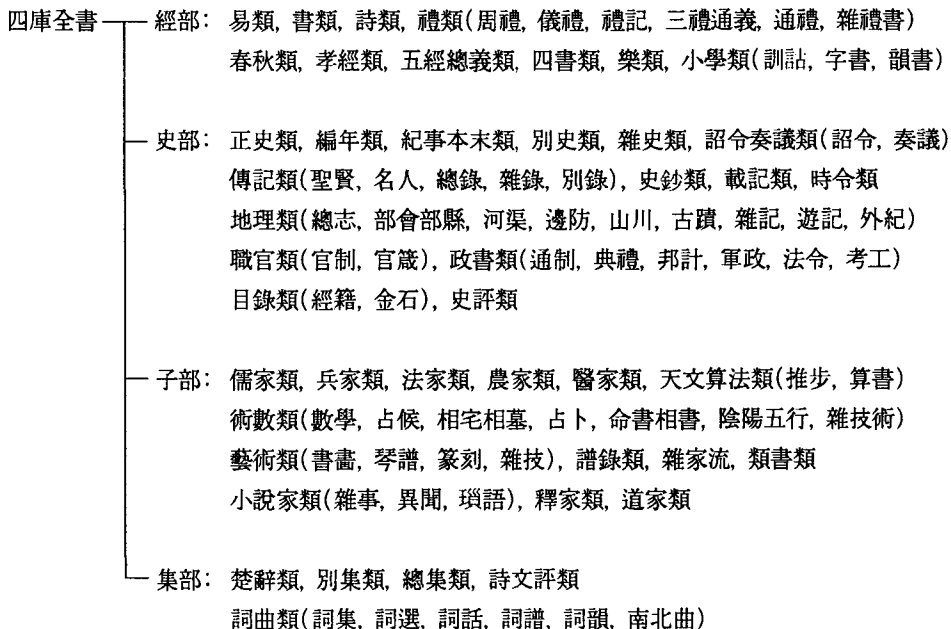 四庫全書 經部: 易類, 書類, 詩類, 禮類(周禮, 儀禮, 禮記, 三禮通義, 通禮, 雜禮書)
春秋類, 孝經類, 五經總義類, 四書類, 樂類, 小學類(訓詁, 字書, 韻書)
史部: 正史類, 編年類, 紀事本末類, 別史類, 雜史類, 詔令奏議類(詔令, 奏議)
傳記類(聖賢, 名人, 總錄, 雜錄, 別錄), 史鈔類, 載記類, 時令類
地理類(總志, 部會部縣, 河渠, 邊防, 山川, 古蹟, 雜記, 遊記, 外紀)
職官類(官制, 官箴), 政書類(通制, 典禮, 邦計, 軍政, 法令, 考工)
目錄類(經籍, 金石), 史評類
子部: 儒家類, 兵家類, 法家類, 農家類, 醫家類, 天文算法類(推步, 算書)
術數類(數學, 占候, 相宅相墓, 占卜, 命書相書, 陰陽五行, 雜技術)
藝術類(書畵, 琴譜, 篆刻, 雜技), 譜錄類, 雜家流, 類書類
小說家類(雜事, 異聞, 瑣語), 釋家類, 道家類
集部: 楚辭類, 別集類, 總集類, 詩文評類
詞曲類(詞集, 詞選, 詞話, 詞譜, 詞韻, 南北曲)